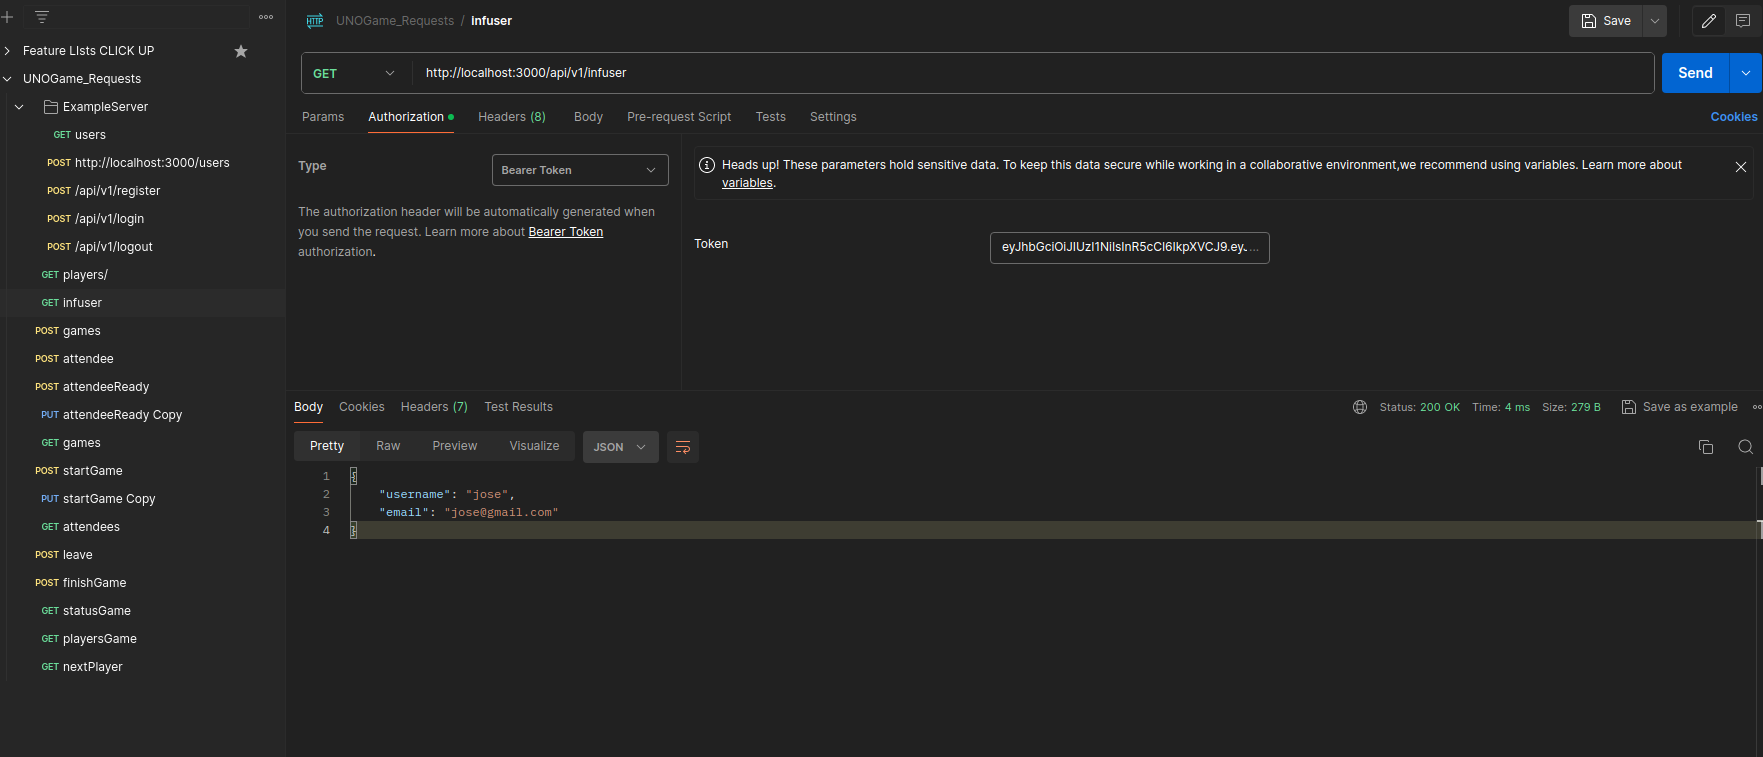 Feature LIsts CLICK UP
UNOGame_Requests
ExampleServer
GET users
POST http://localhost:3000/users
POST /api/v1/register
POST /api/v1/login
POST /api/v1/logout
GET players/
GET infuser
POST games
POST attendee
POST attendeeReady
PUT attendeeReady Copy
GET games
POST startGame
PUT startGame Copy
GET attendees
POST leave
POST finishGame
GET statusGame
GET playersGame
GET nextPlayer
HTTP UNOGame_Requests / infuser
Save
GET http://localhost:3000/api/v1/infuser
Send
Params Authorization Headers (8) Body Pre-request Script Tests Settings
Cookies
Type Bearer Token
The authorization header will be automatically generated when
you send the request. Learn more about Bearer Token
authorization.
Heads up! These parameters hold sensitive data. To keep this data secure while working in a collaborative environment,we recommend using variables. Learn more about
variables.
Token eyJhbGciOiJIUzI1NiIsInR5cCI6IkpXVCJ9.ey. ...
Body Cookies Headers (7) Test Results
Status: 200 OK Time: 4 ms Size: 279 B Save as example
Pretty Raw Preview Visualize JSON
1 {
2 "username": "jose",
3 "email": "jose@gmail.com"
4 }